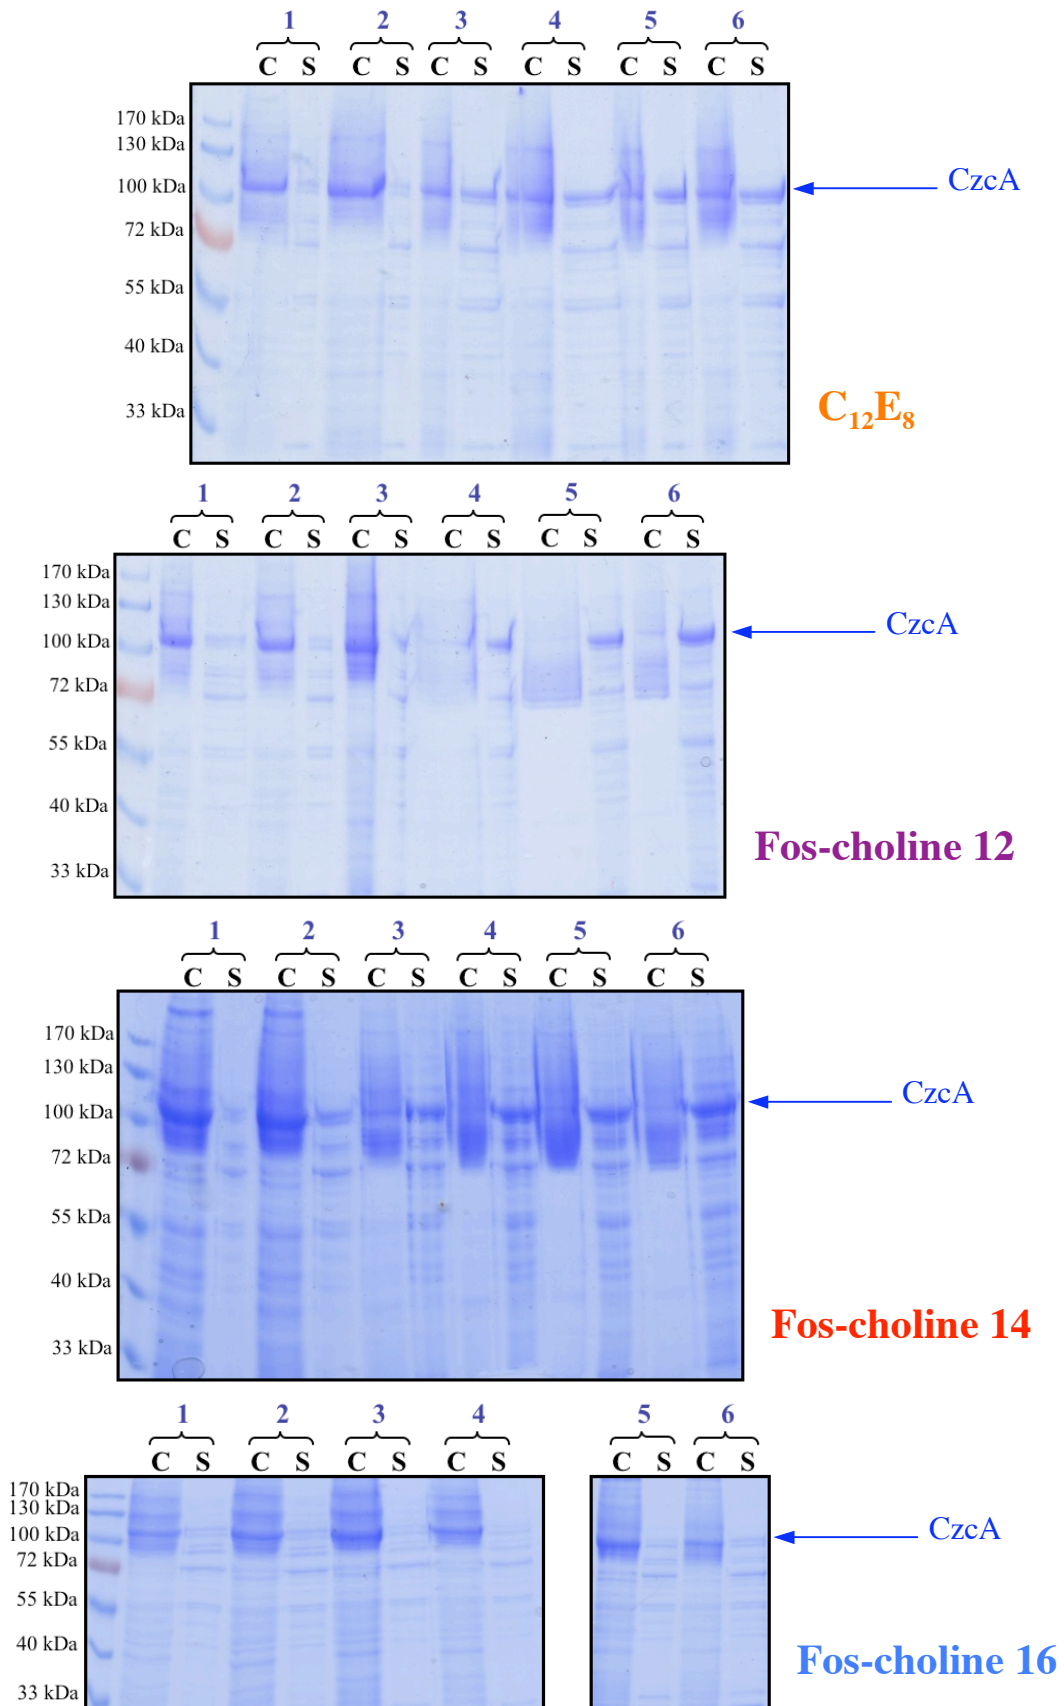 1 2 3 4 5 6
C S C S C S C S C S C S
170 kDa
130 kDa
100 kDa
CzcA
72 kDa
55 kDa
40 kDa
C₁₂E₈
33 kDa
1 2 3 4 5 6
C S C S C S C S C S C S
170 kDa
130 kDa
100 kDa
CzcA
72 kDa
55 kDa
40 kDa
Fos-choline 12
33 kDa
1 2 3 4 5 6
C S C S C S C S C S C S
170 kDa
130 kDa
100 kDa
CzcA
72 kDa
55 kDa
40 kDa
Fos-choline 14
33 kDa
1 2 3 4 5 6
C S C S C S C S C S C S
170 kDa
130 kDa
100 kDa
CzcA
72 kDa
55 kDa
40 kDa
Fos-choline 16
33 kDa